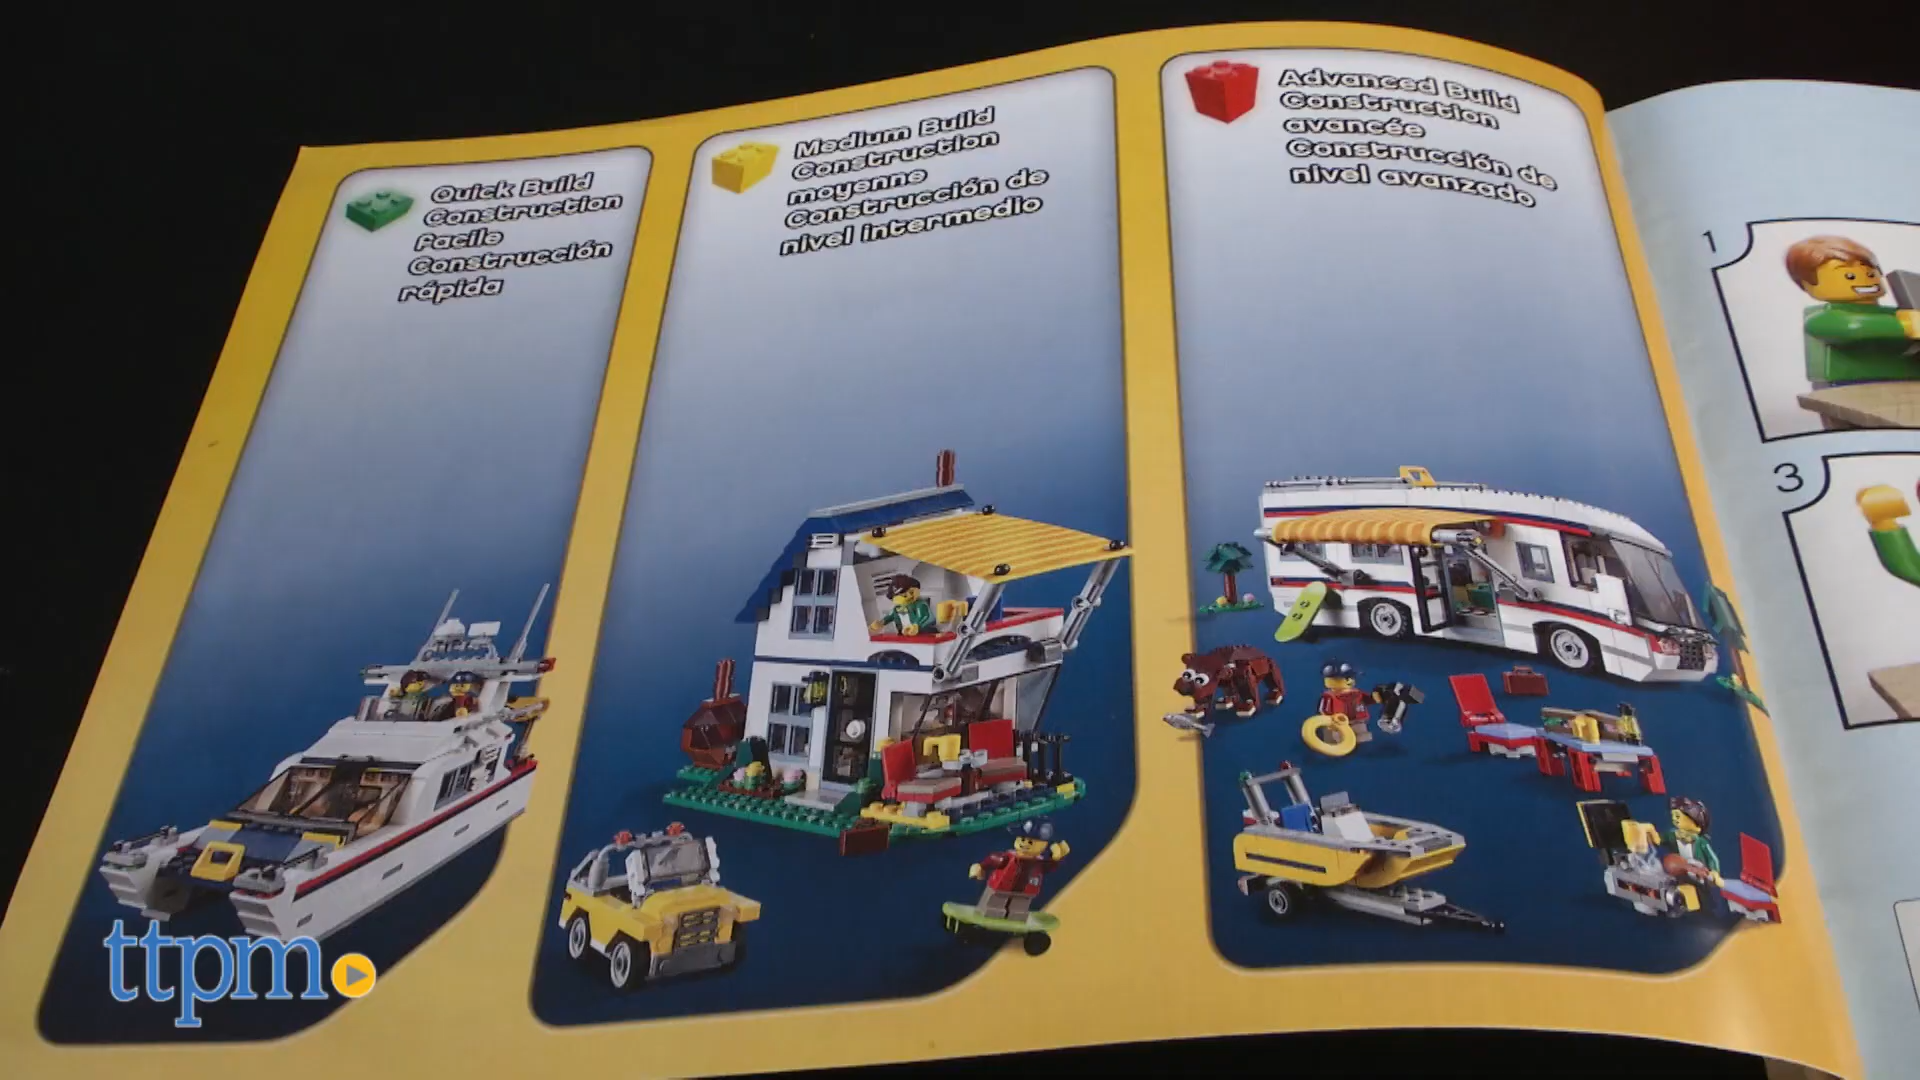 Quick Build
Construction
facile
Construcción
rápida
Medium Build
Construction
moyenne
Construcción de
nivel intermedio
Advanced Build
Construction
avancée
Construcción de
nivel avanzado
1
3
ttpm